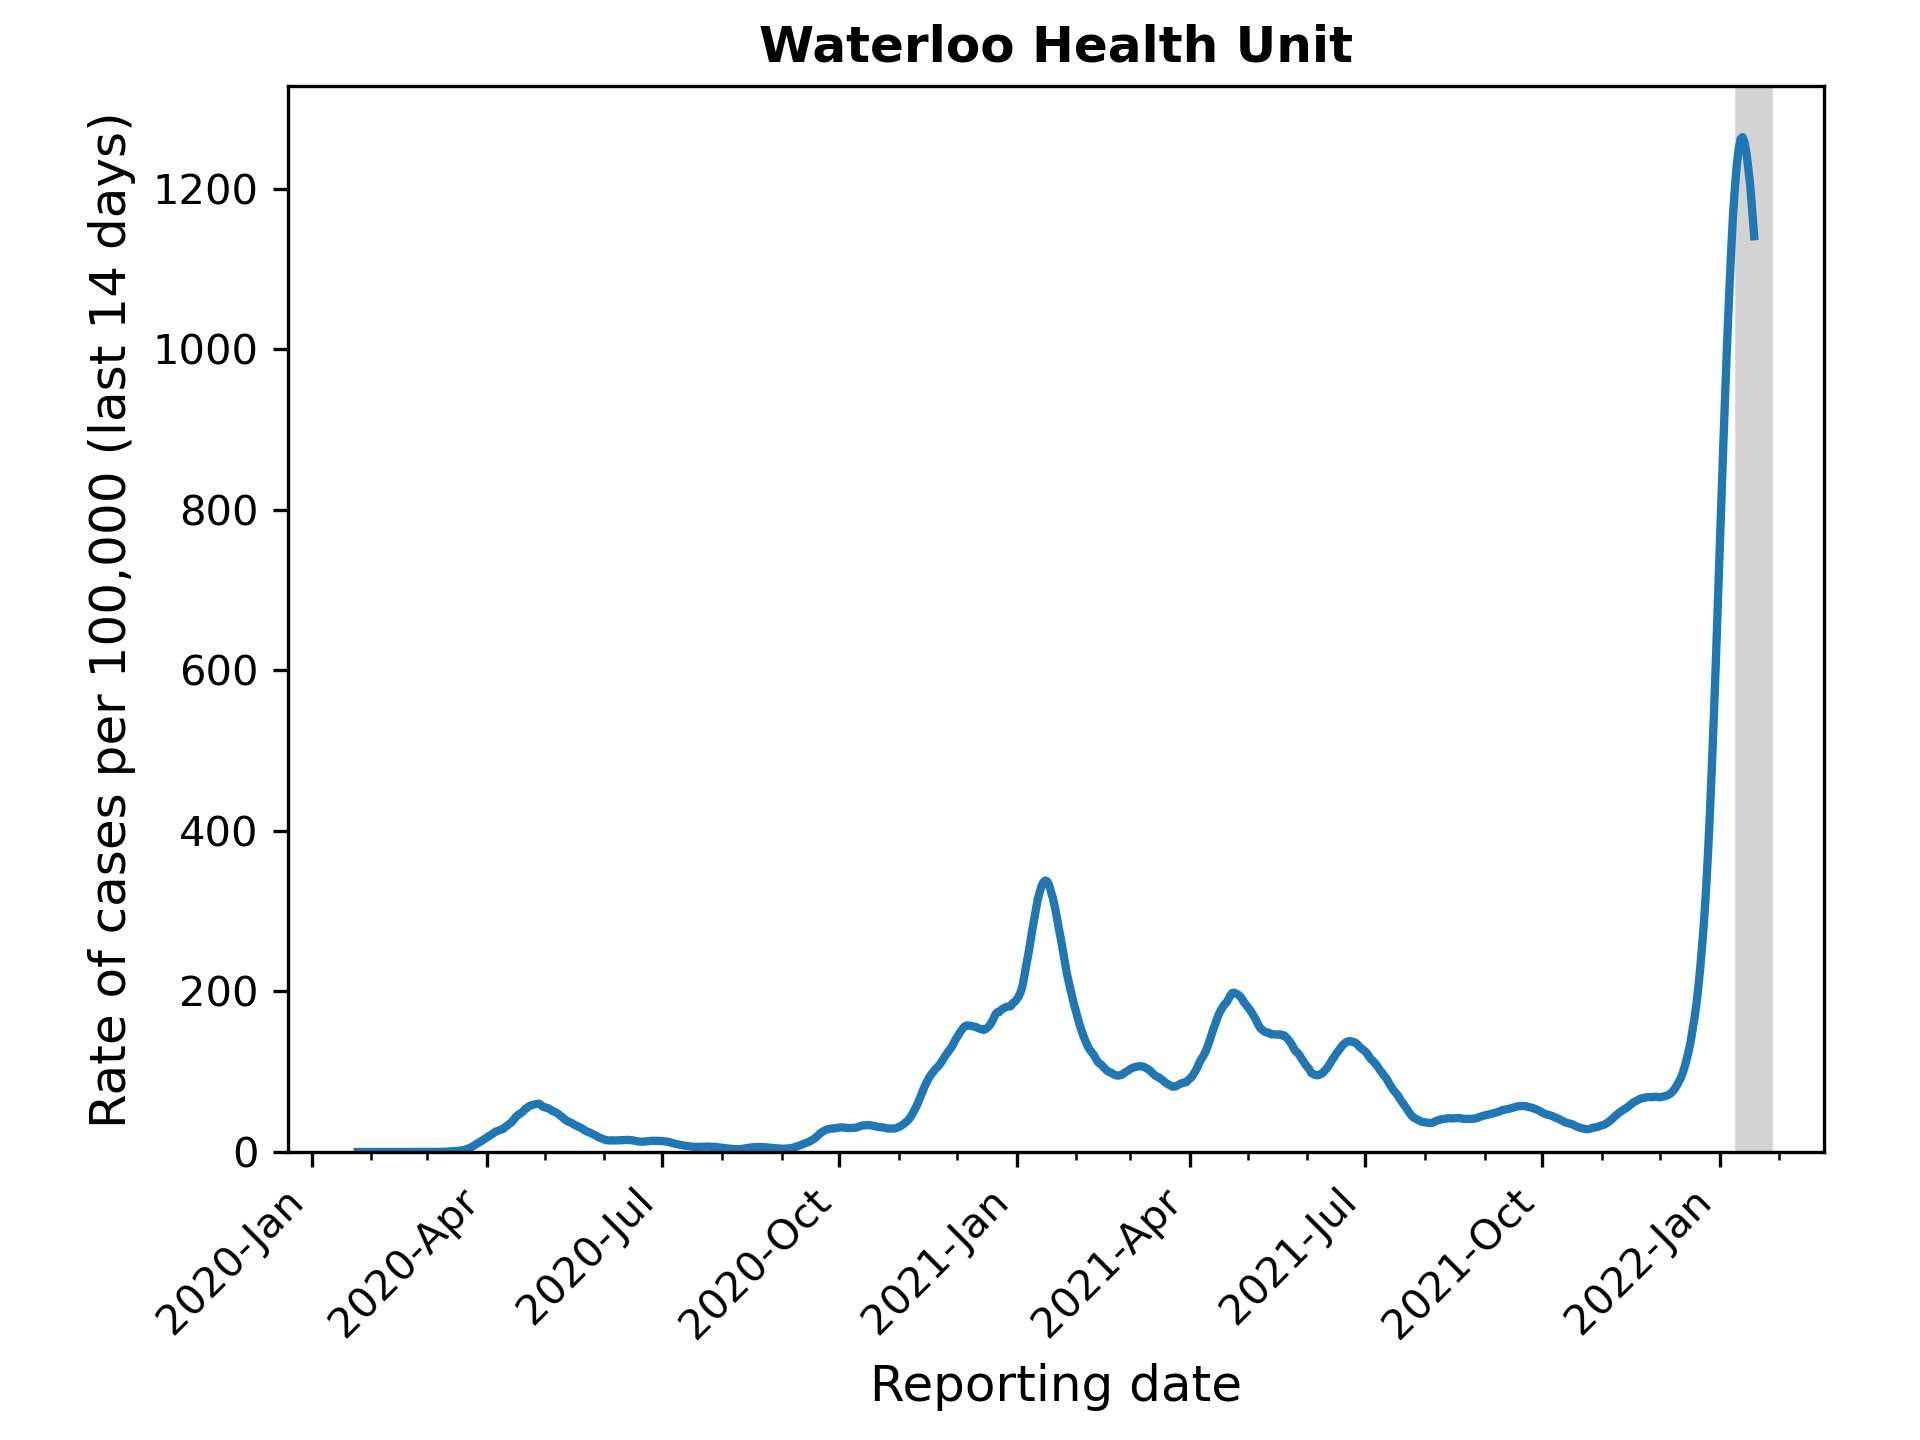 Waterloo Health Unit
Rate of cases per 100,000 (last 14 days)
1200
1000
800
600
400
200
0
2020-Jan
2020-Apr
2020-Jul
2020-Oct
2021-Jan
2021-Apr
2021-Jul
2021-Oct
2022-Jan
Reporting date